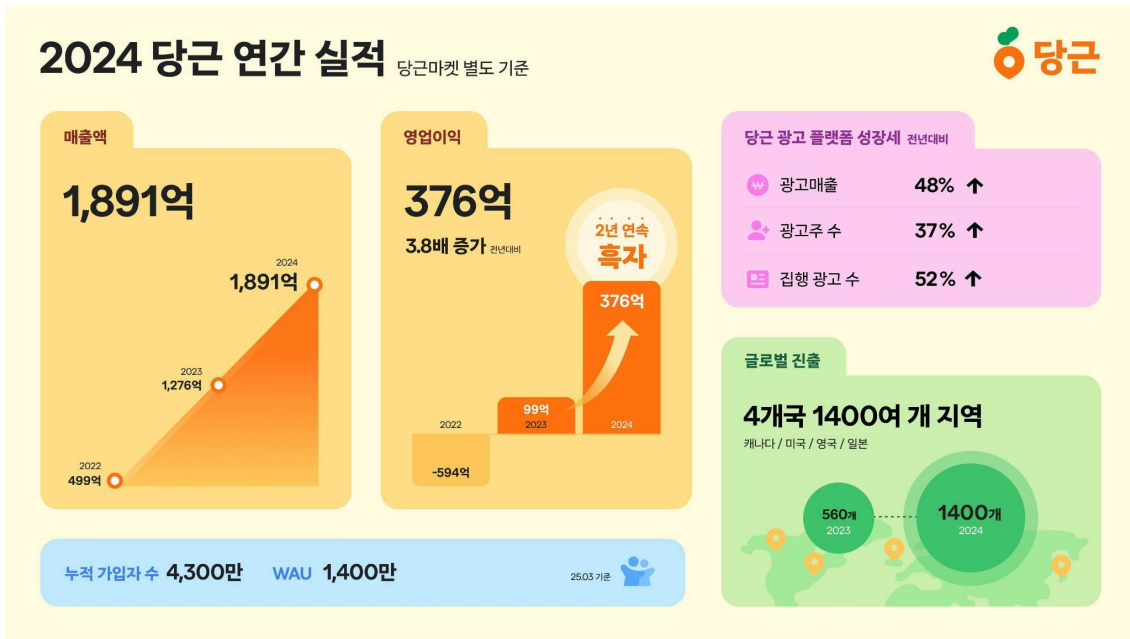 2024 당근 연간 실적 당근마켓 별도 기준
당근
매출액
1,891억
2024
1,891억
2023
1,276억
2022
499억
영업이익
376억
3.8배 증가 전년대비
2년 연속
흑자
376억
99억
2022
2023
2024
-594억
당근 광고 플랫폼 성장세 전년대비
광고매출 48% ↑
광고주 수 37% ↑
집행 광고 수 52% ↑
글로벌 진출
4개국 1400여 개 지역
캐나다 / 미국 / 영국 / 일본
560개
2023
1400개
2024
누적 가입자 수 4,300만 WAU 1,400만
25.03 기준